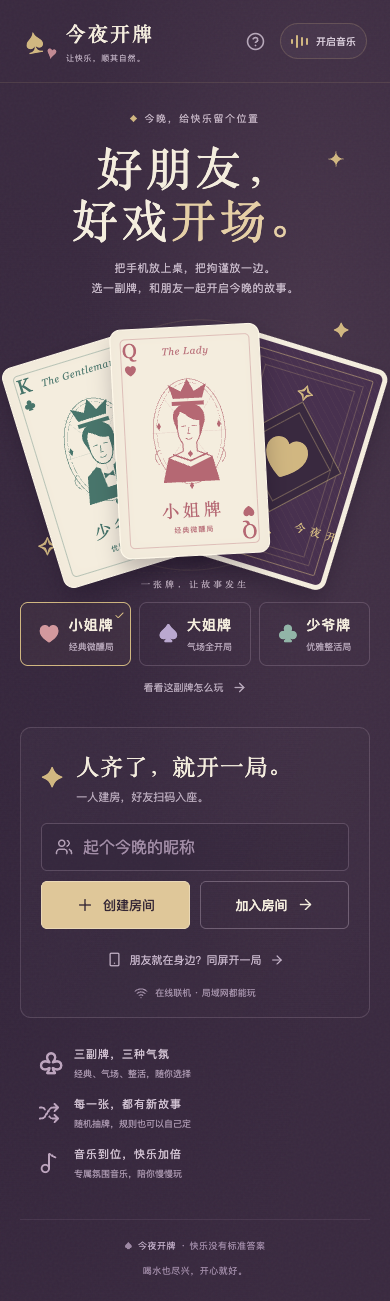 今夜开牌
让快乐，顺其自然。
开启音乐
今晚，给快乐留个位置
好朋友，
好戏开场。
把手机放上桌，把拘谨放一边。
选一副牌，和朋友一起开启今晚的故事。
K
The Gentleman
少
Q
The Lady
小姐牌
经典微醺局
Q
今夜开
一张牌，让故事发生
小姐牌
经典微醺局
大姐牌
气场全开局
少爷牌
优雅整活局
看看这副牌怎么玩
人齐了，就开一局。
一人建房，好友扫码入座。
起个今晚的昵称
创建房间
加入房间
朋友就在身边？同屏开一局
在线联机 · 局域网都能玩
三副牌，三种气氛
经典、气场、整活，随你选择
每一张，都有新故事
随机抽牌，规则也可以自己定
音乐到位，快乐加倍
专属氛围音乐，陪你慢慢玩
今夜开牌 · 快乐没有标准答案
喝水也尽兴，开心就好。